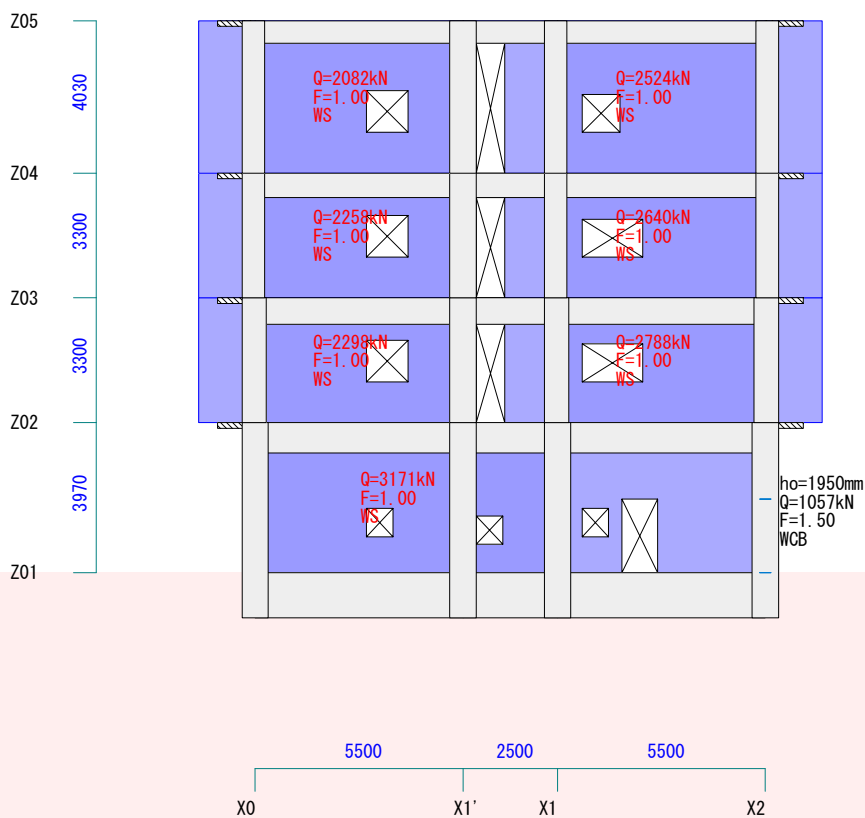 Z05
4030
Q=2082kN
F=1.00
WS
Q=2524kN
F=1.00
WS
Z04
3300
Q=2258kN
F=1.00
WS
Q=2640kN
F=1.00
WS
Z03
3300
Q=2298kN
F=1.00
WS
Q=2788kN
F=1.00
WS
Z02
3970
Q=3171kN
F=1.00
WS
ho=1950mm
Q=1057kN
F=1.50
WCB
Z01
5500
2500
5500
X0
X1'
X1
X2